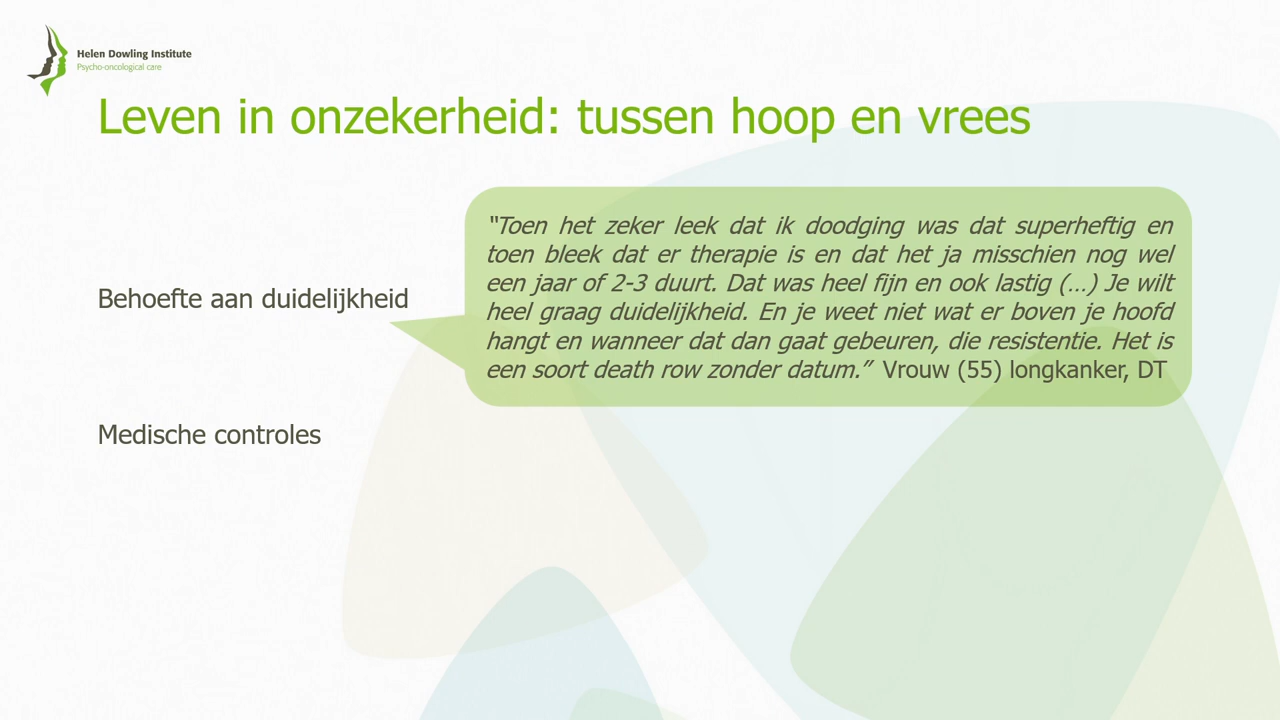 Helen Dowling Institute
Psycho-oncological care
Leven in onzekerheid: tussen hoop en vrees
Behoefte aan duidelijkheid
"Toen het zeker leek dat ik doodging was dat superheftig en
toen bleek dat er therapie is en dat het ja misschien nog wel
een jaar of 2-3 duurt. Dat was heel fijn en ook lastig (…) Je wilt
heel graag duidelijkheid. En je weet niet wat er boven je hoofd
hangt en wanneer dat dan gaat gebeuren, die resistentie. Het is
een soort death row zonder datum.” Vrouw (55) longkanker, DT
Medische controles